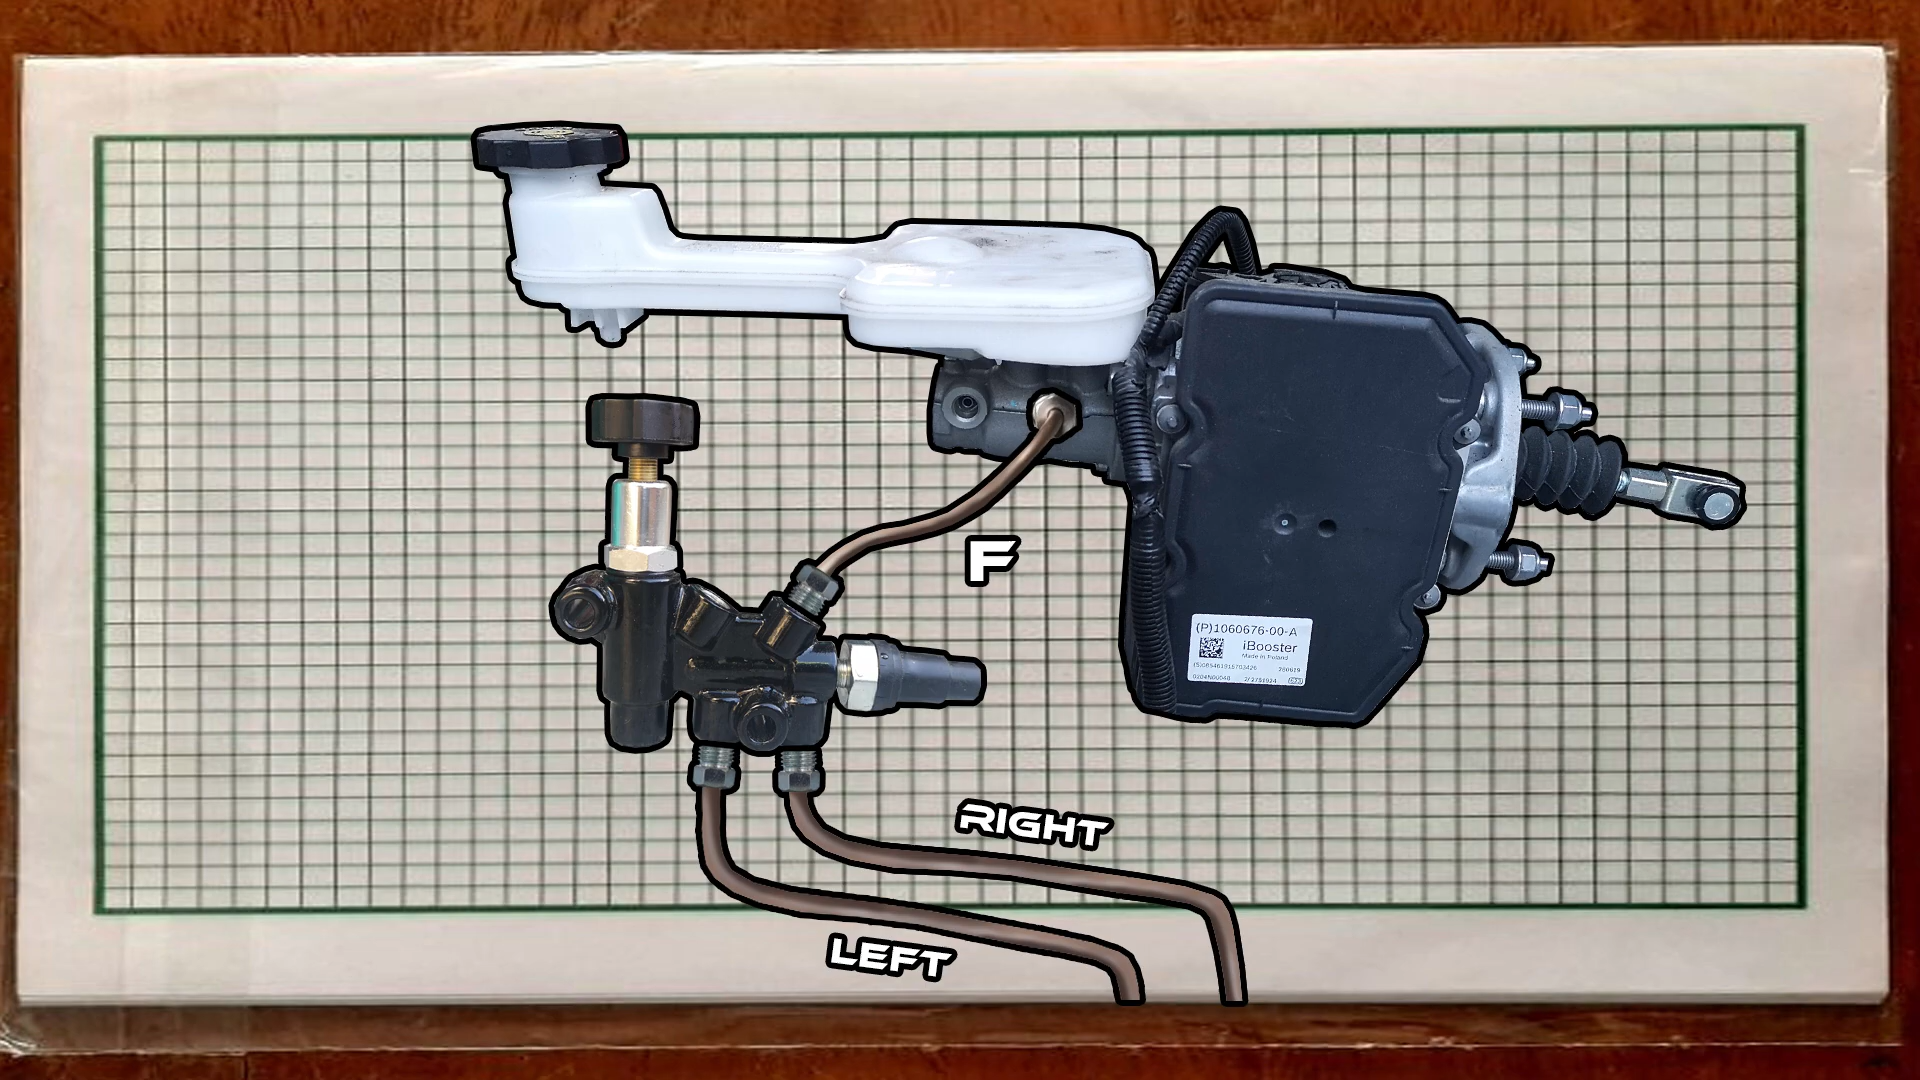 F
(P)1060676-00-A
iBooster
Made in Poland
RIGHT
LEFT